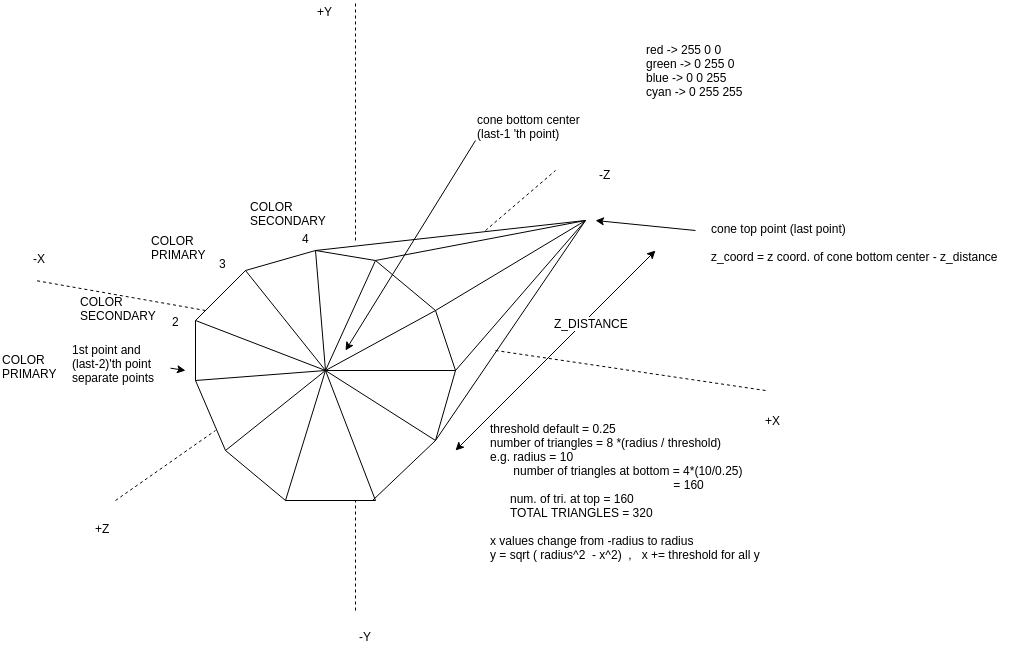 +Y
red -> 255 0 0
green -> 0 255 0
blue -> 0 0 255
cyan -> 0 255 255
cone bottom center
(last-1 'th point)
-Z
COLOR
SECONDARY
4
cone top point (last point)
z_coord = z coord. of cone bottom center - z_distance
COLOR
PRIMARY
3
-X
COLOR
SECONDARY
2
Z_DISTANCE
COLOR
PRIMARY
1st point and
(last-2)'th point
separate points
+X
threshold default = 0.25
number of triangles = 8 *(radius / threshold)
e.g. radius = 10
number of triangles at bottom = 4*(10/0.25)
= 160
num. of tri. at top = 160
TOTAL TRIANGLES = 320
x values change from -radius to radius
y = sqrt ( radius^2 - x^2) , x += threshold for all y
+Z
-Y